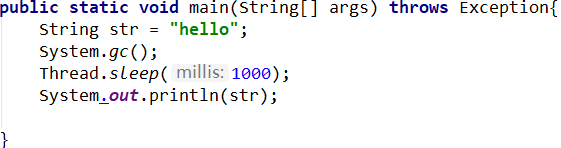 public static void main(String[] args) throws Exception{
String str = "hello";
System.gc();
Thread.sleep( millis: 1000);
System.out.println(str);
}